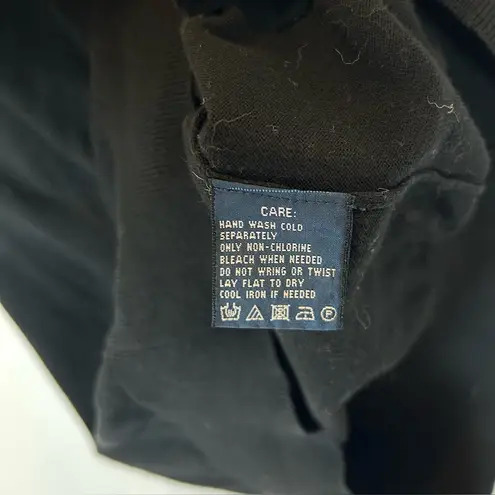 CARE:
HAND WASH COLD
SEPARATELY
ONLY NON-CHLORINE
BLEACH WHEN NEEDED
DO NOT WRING OR TWIST
LAY FLAT TO DRY
COOL IRON IF NEEDED
P